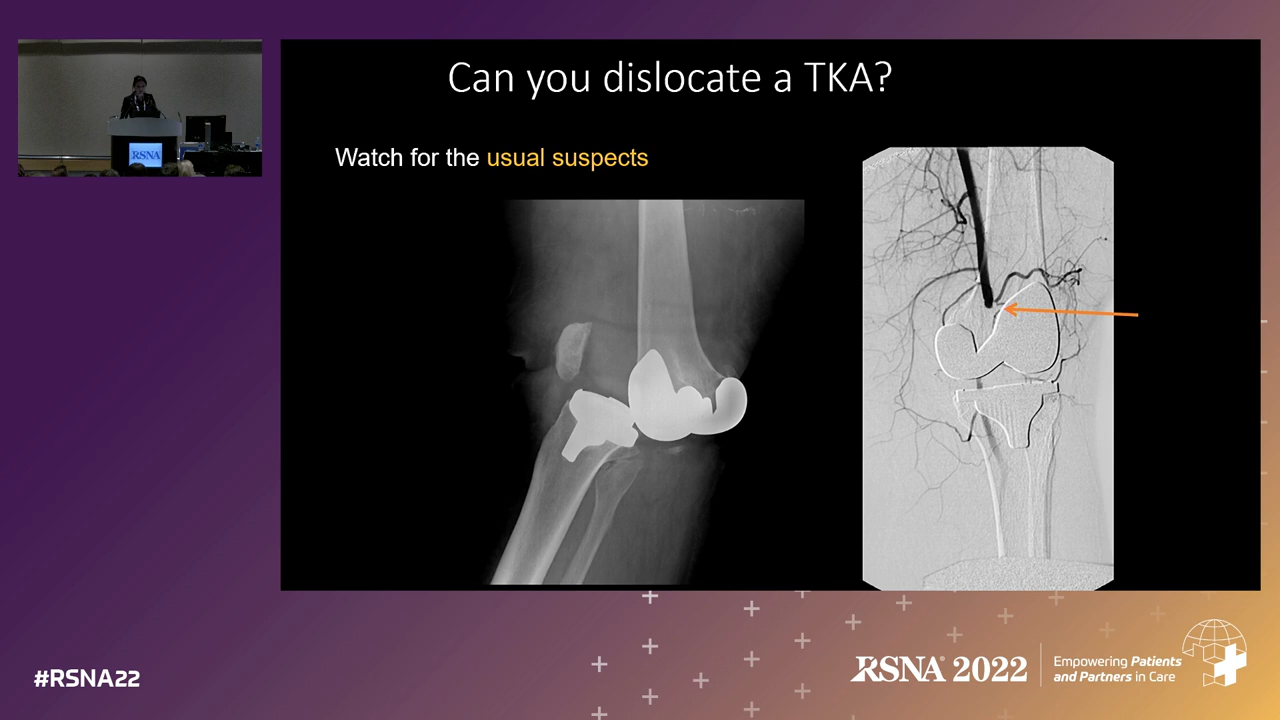 Can you dislocate a TKA?
Watch for the usual suspects
RSNA
#RSNA22
RSNA® 2022
Empowering Patients
and Partners in Care